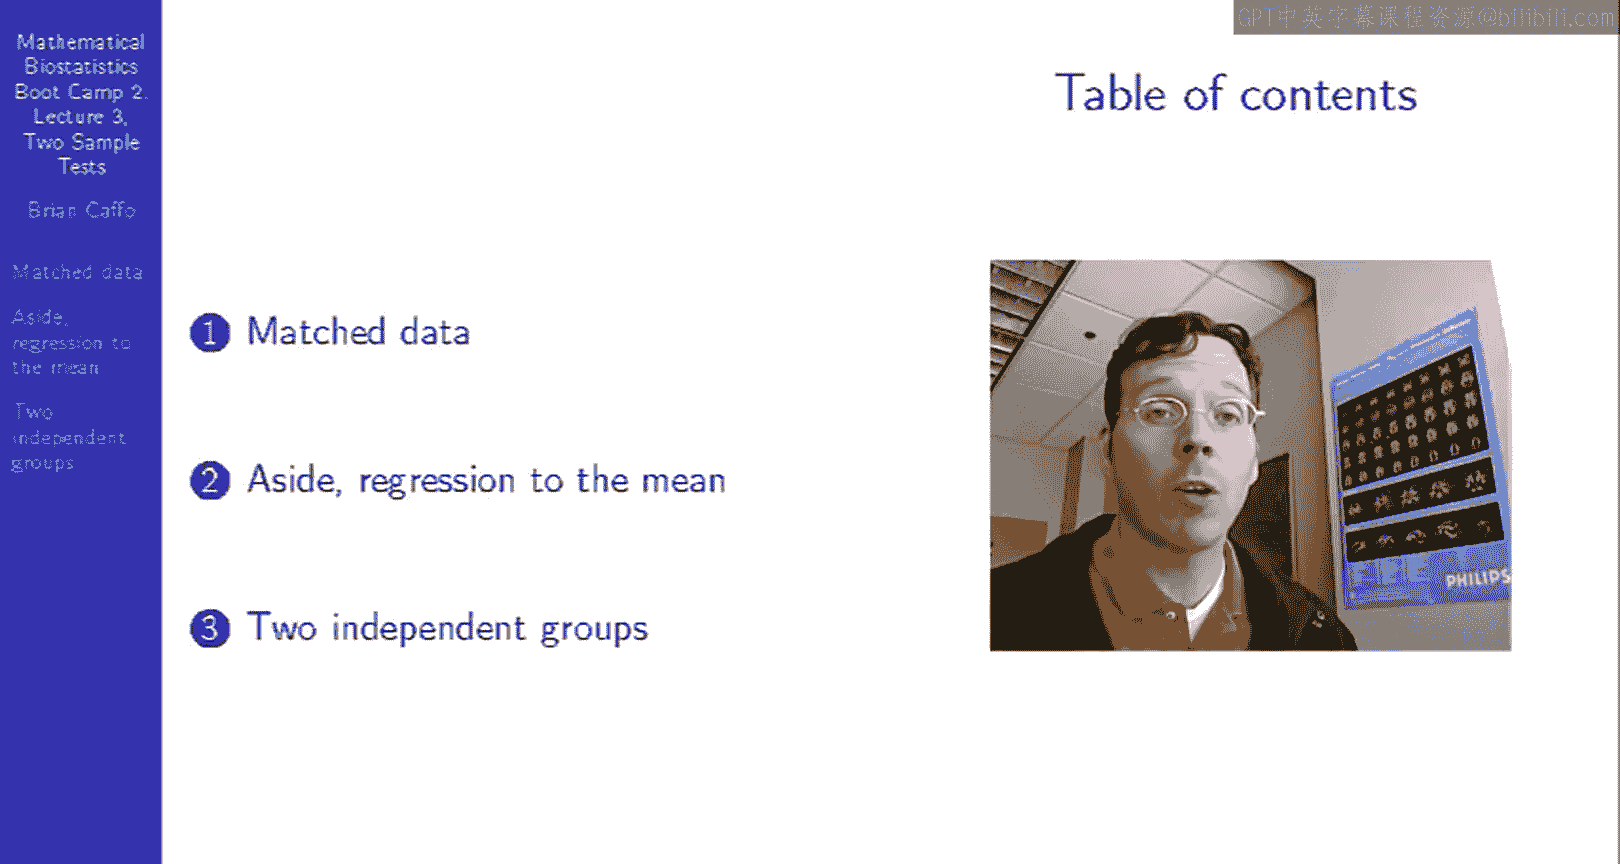 Mathematical
Biostatistics
Boot Camp 2.
Lecture 3,
Two Sample
Tests
Brian Caffo
Matched data
Aside,
regression to
the mean
Two
independent
groups
GPT中英字幕课程资源@bilibili.com
Table of contents
1 Matched data
2 Aside, regression to the mean
3 Two independent groups
PHILIPS